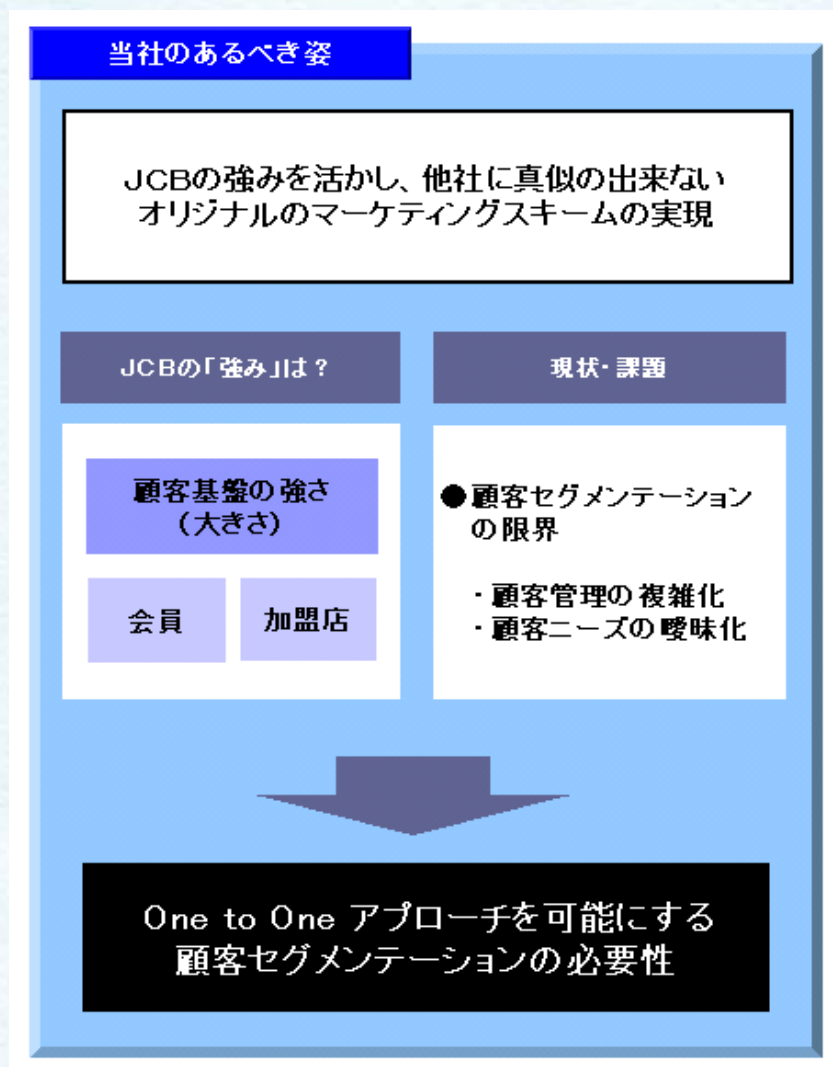 当社のあるべき姿
JCBの強みを活かし、他社に真似の出来ない
オリジナルのマーケティングスキームの実現
JCBの「強み」は？
顧客基盤の強さ
（大きさ）
会員
加盟店
現状・課題
●顧客セグメンテーション
の限界
・顧客管理の複雑化
・顧客ニーズの曖昧化
One to One アプローチを可能にする
顧客セグメンテーションの必要性